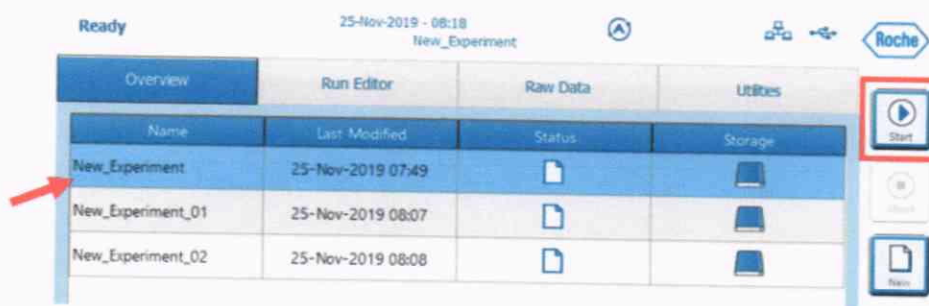 Ready
25-Nov-2019 - 08:18
New_Experiment
Roche
Overview
Run Editor
Raw Data
Utilities
Start
Name
Last Modified
Status
Storage
New_Experiment
25-Nov-2019 07:49
New_Experiment_01
25-Nov-2019 08:07
New_Experiment_02
25-Nov-2019 08:08
New